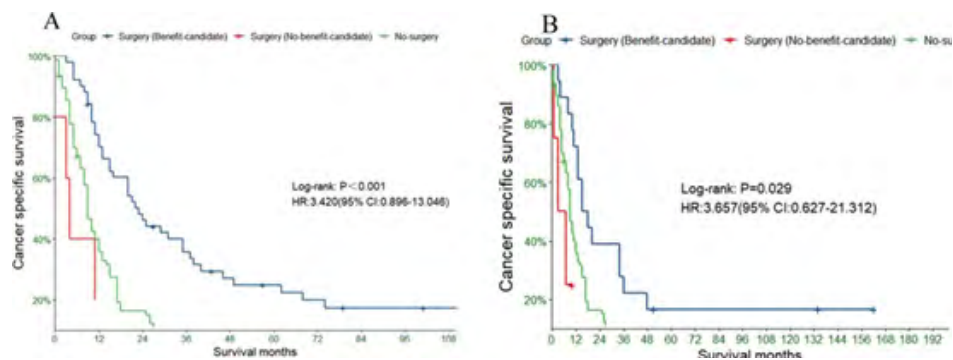 A
Group Surgery (Benefit-candidate) Surgery (No-benefit-candidate) No-surgery
100%
80%
60%
40%
20%
Cancer specific survival
Log-rank: P<0.001
HR:3.420(95% CI:0.896-13.046)
0 12 24 36 48 60 72 84 96 108
Survival months
B
Group Surgery (Benefit-candidate) Surgery (No-benefit-candidate) No-su
100%
80%
60%
40%
20%
Cancer specific survival
Log-rank: P=0.029
HR:3.657(95% CI:0.627-21.312)
0 12 24 36 48 60 72 84 96 108 120 132 144 156 168 180 192
Survival months